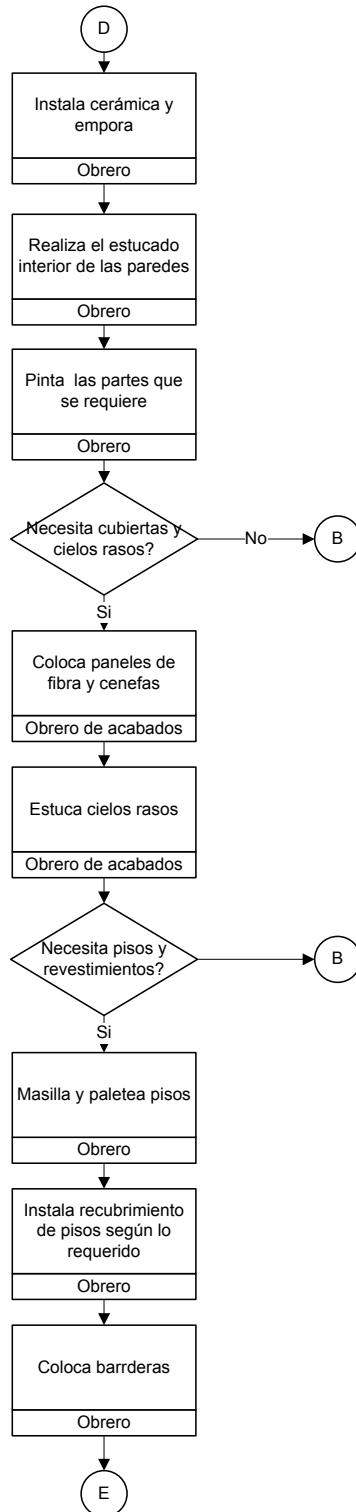 D
Instala cerámica y
empora
Obrero
Realiza el estucado
interior de las paredes
Obrero
Pinta las partes que
se requiere
Obrero
Necesita cubiertas y
cielos rasos?
No
B
Si
Coloca paneles de
fibra y cenefas
Obrero de acabados
Estuca cielos rasos
Obrero de acabados
Necesita pisos y
revestimientos?
B
Si
Masilla y paletea pisos
Obrero
Instala recubrimiento
de pisos según lo
requerido
Obrero
Coloca barrderas
Obrero
E